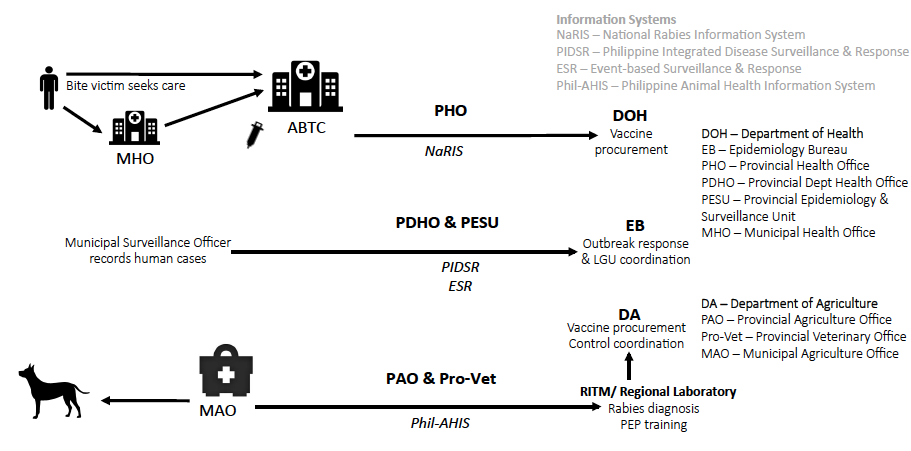 Information Systems
NaRIS – National Rabies Information System
PIDSR – Philippine Integrated Disease Surveillance & Response
ESR – Event-based Surveillance & Response
Phil-AHIS – Philippine Animal Health Information System
Bite victim seeks care
MHO
ABTC
PHO
NaRIS
DOH
Vaccine
procurement
DOH – Department of Health
EB – Epidemiology Bureau
PHO – Provincial Health Office
PDHO – Provincial Dept Health Office
PESU – Provincial Epidemiology &
Surveillance Unit
MHO – Municipal Health Office
Municipal Surveillance Officer
records human cases
PDHO & PESU
PIDSR
ESR
EB
Outbreak response
& LGU coordination
DA – Department of Agriculture
PAO – Provincial Agriculture Office
Pro-Vet – Provincial Veterinary Office
MAO – Municipal Agriculture Office
DA
Vaccine procurement
Control coordination
MAO
PAO & Pro-Vet
Phil-AHIS
RITM/ Regional Laboratory
Rabies diagnosis
PEP training